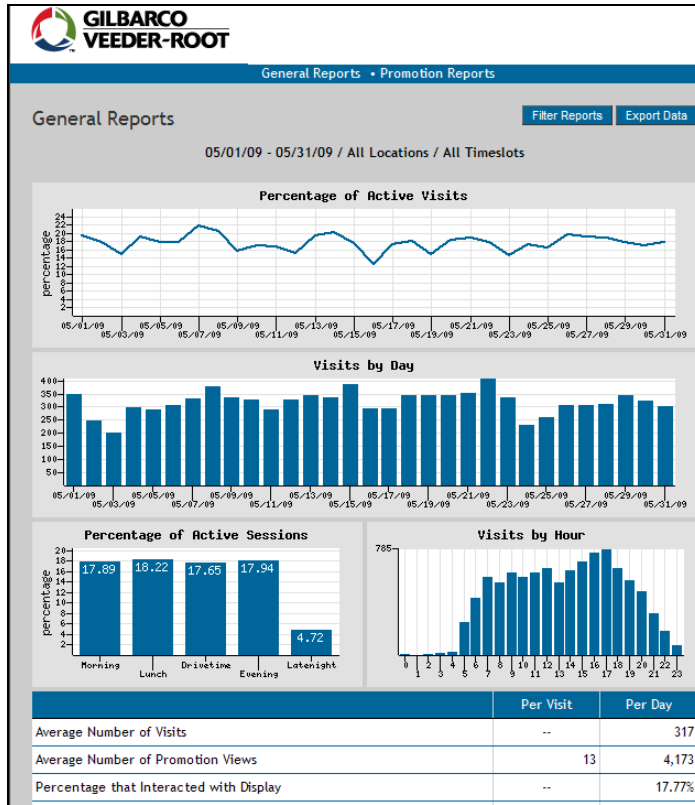 GILBARCO
VEEDER-ROOT
General Reports • Promotion Reports
General Reports
Filter Reports
Export Data
05/01/09 - 05/31/09 / All Locations / All Timeslots
Percentage of Active Visits
percentage
24
22
20
18
16
14
12
10
8
6
4
2
05/01/09 05/05/09 05/09/09 05/13/09 05/17/09 05/21/09 05/25/09 05/29/09
05/03/09 05/07/09 05/11/09 05/15/09 05/19/09 05/23/09 05/27/09 05/31/09
Visits by Day
400
350
300
250
200
150
100
50
05/01/09 05/05/09 05/09/09 05/13/09 05/17/09 05/21/09 05/25/09 05/29/09
05/03/09 05/07/09 05/11/09 05/15/09 05/19/09 05/23/09 05/27/09 05/31/09
Percentage of Active Sessions
percentage
20
18
16
14
12
10
8
6
4
2
17.89 18.22 17.65 17.94 4.72
Morning Drivetime Latenight
Lunch Evening
Visits by Hour
785
0 2 4 6 8 10 12 14 16 18 20 22
1 3 5 7 9 11 13 15 17 19 21 23
Per Visit Per Day
Average Number of Visits -- 317
Average Number of Promotion Views 13 4,173
Percentage that Interacted with Display -- 17.77%